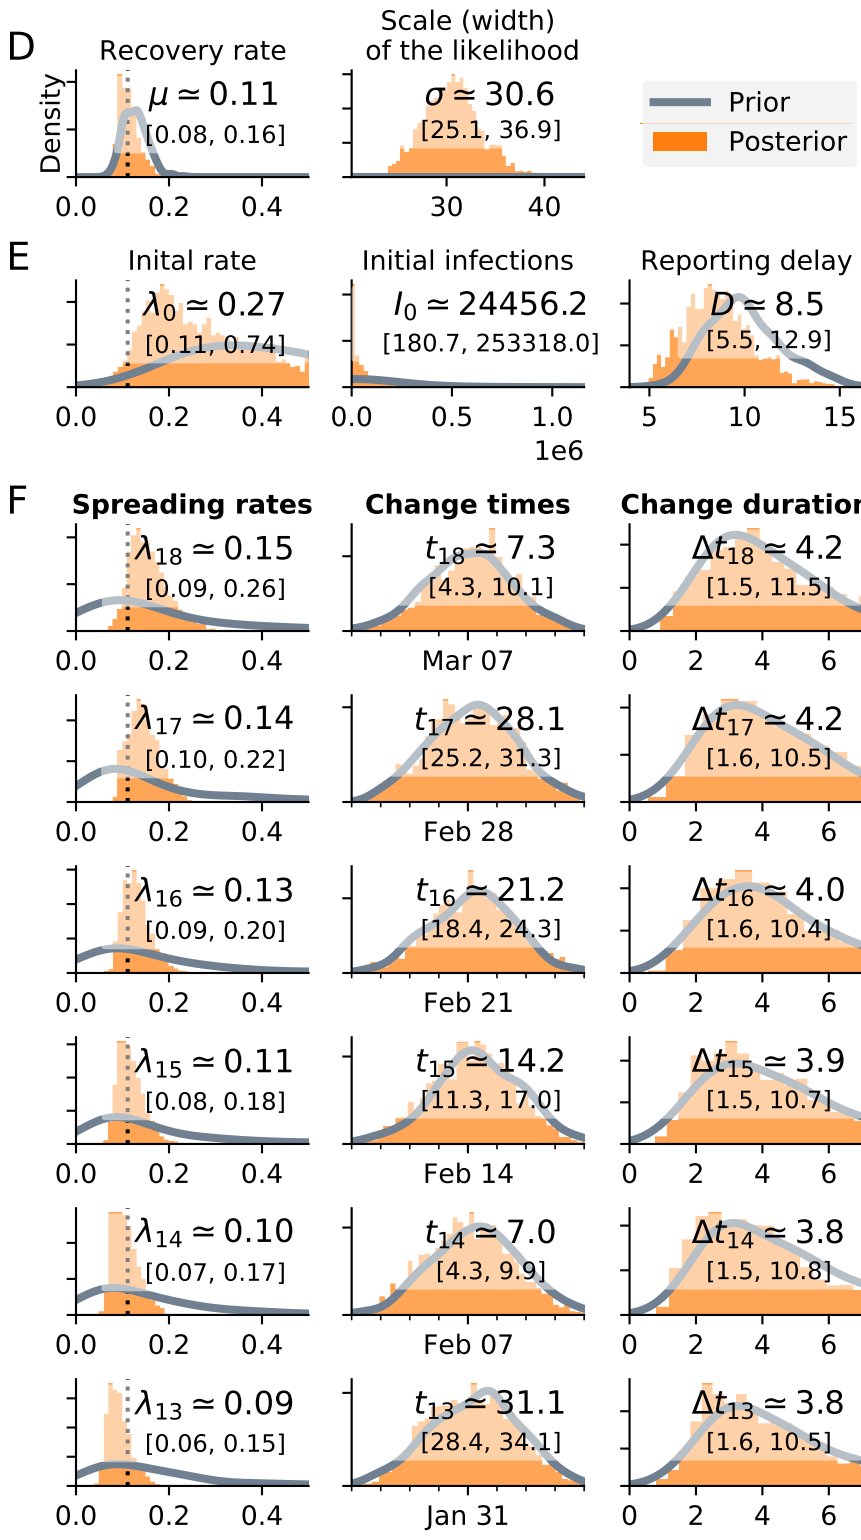 D
Recovery rate
Scale (width)
of the likelihood
Density
μ ≃ 0.11
[0.08, 0.16]
0.0 0.2 0.4
σ ≃ 30.6
[25.1, 36.9]
30 40
Prior
Posterior
E
Inital rate
λ0 ≃ 0.27
[0.11, 0.74]
0.0 0.2 0.4
Initial infections
I0 ≃ 24456.2
[180.7, 253318.0]
0.0 0.5 1.0
1e6
Reporting delay
D ≃ 8.5
[5.5, 12.9]
5 10 15
F
Spreading rates
Change times
Change duration
λ18 ≃ 0.15
[0.09, 0.26]
0.0 0.2 0.4
t18 ≃ 7.3
[4.3, 10.1]
Mar 07
Δt18 ≃ 4.2
[1.5, 11.5]
0 2 4 6
λ17 ≃ 0.14
[0.10, 0.22]
0.0 0.2 0.4
t17 ≃ 28.1
[25.2, 31.3]
Feb 28
Δt17 ≃ 4.2
[1.6, 10.5]
0 2 4 6
λ16 ≃ 0.13
[0.09, 0.20]
0.0 0.2 0.4
t16 ≃ 21.2
[18.4, 24.3]
Feb 21
Δt16 ≃ 4.0
[1.6, 10.4]
0 2 4 6
λ15 ≃ 0.11
[0.08, 0.18]
0.0 0.2 0.4
t15 ≃ 14.2
[11.3, 17.0]
Feb 14
Δt15 ≃ 3.9
[1.5, 10.7]
0 2 4 6
λ14 ≃ 0.10
[0.07, 0.17]
0.0 0.2 0.4
t14 ≃ 7.0
[4.3, 9.9]
Feb 07
Δt14 ≃ 3.8
[1.5, 10.8]
0 2 4 6
λ13 ≃ 0.09
[0.06, 0.15]
0.0 0.2 0.4
t13 ≃ 31.1
[28.4, 34.1]
Jan 31
Δt13 ≃ 3.8
[1.6, 10.5]
0 2 4 6